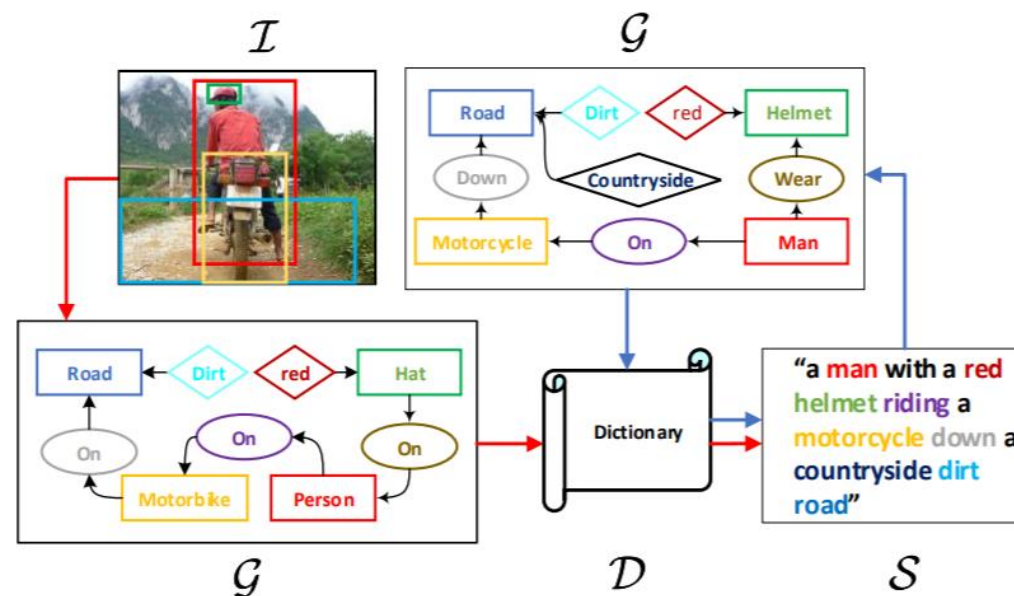 I
G
Road
Dirt
red
Helmet
Down
Countryside
Wear
Motorcycle
On
Man
Road
Dirt
red
Hat
On
On
On
Motorbike
Person
Dictionary
“a man with a red
helmet riding a
motorcycle down a
countryside dirt
road”
G
D
S